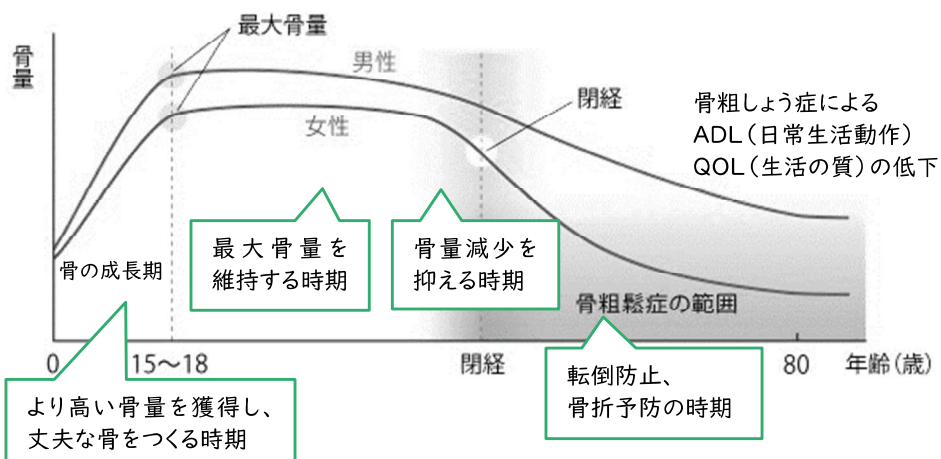 最大骨量
骨量
男性
女性
閉経
骨粗しょう症による
ADL(日常生活動作)
QOL(生活の質)の低下
最大骨量を
維持する時期
骨量減少を
抑える時期
骨の成長期
骨粗鬆症の範囲
0
15〜18
閉経
80
年齢(歳)
より高い骨量を獲得し、
丈夫な骨をつくる時期
転倒防止、
骨折予防の時期